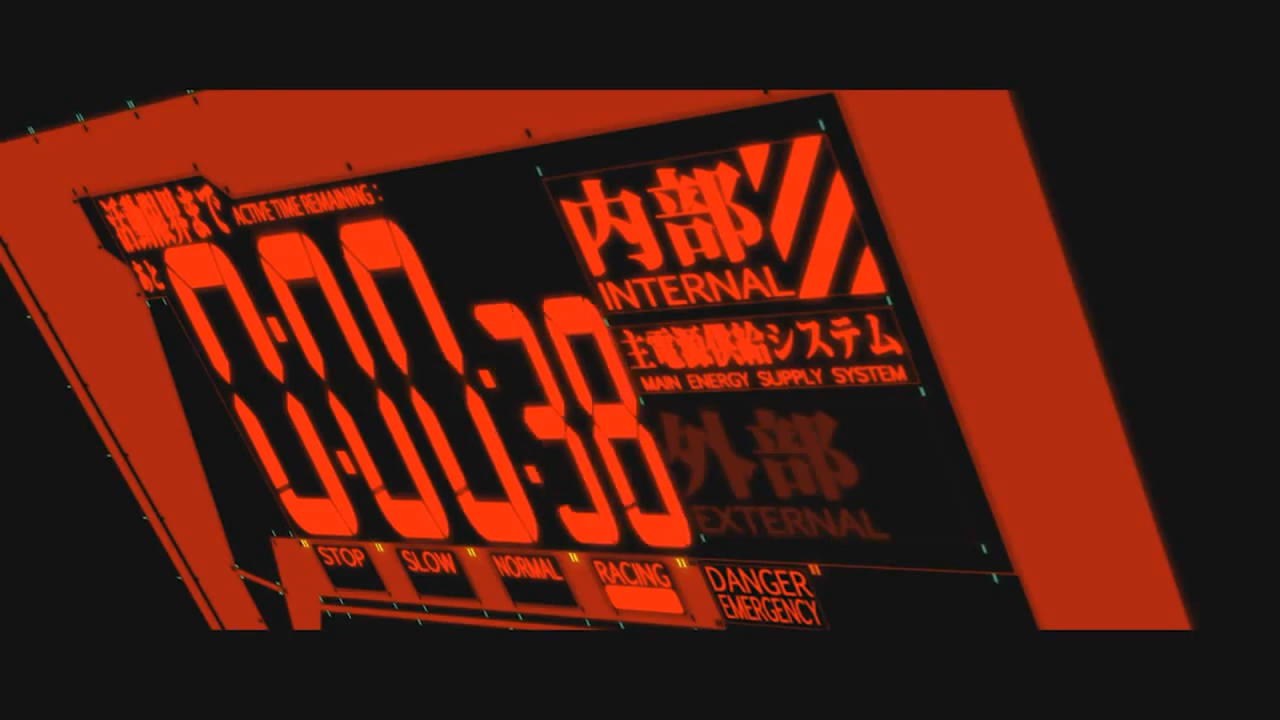 活動限界まで
ACTIVE TIME REMAINING :
あと
0:00:38
内部
INTERNAL
主電源供給システム
MAIN ENERGY SUPPLY SYSTEM
外部
EXTERNAL
STOP
SLOW
NORMAL
RACING
DANGER
EMERGENCY